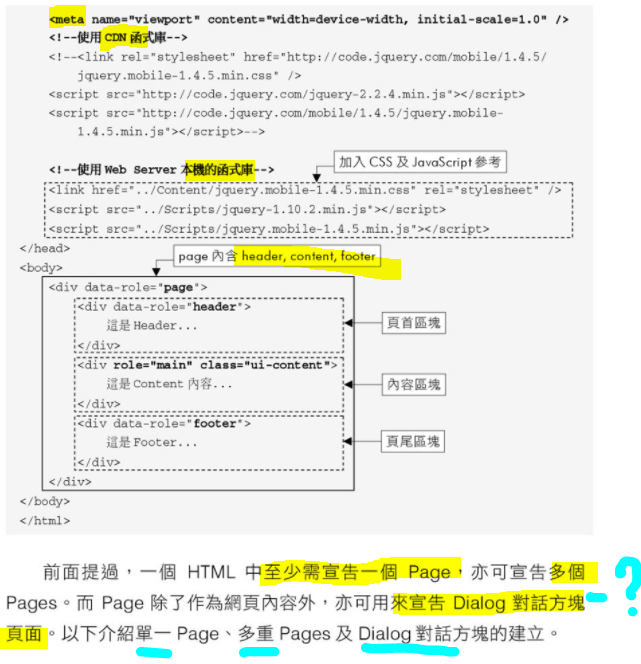 <meta name="viewport" content="width=device-width, initial-scale=1.0" />
<!--使用 CDN 函式庫-->
<!--<link rel="stylesheet" href="http://code.jquery.com/mobile/1.4.5/
jquery.mobile-1.4.5.min.css" />
<script src="http://code.jquery.com/jquery-2.2.4.min.js"></script>
<script src="http://code.jquery.com/mobile/1.4.5/jquery.mobile-
1.4.5.min.js"></script>-->
加入 CSS 及 JavaScript 參考
<!--使用 Web Server 本機的函式庫-->
<link href="../Content/jquery.mobile-1.4.5.min.css" rel="stylesheet" />
<script src="../Scripts/jquery-1.10.2.min.js"></script>
<script src="../Scripts/jquery.mobile-1.4.5.min.js"></script>
</head>
page 內含 header, content, footer
<body>
<div data-role="page">
<div data-role="header">
這是 Header...
頁首區塊
</div>
<div role="main" class="ui-content">
這是 Content 內容...
內容區塊
</div>
<div data-role="footer">
這是 Footer...
頁尾區塊
</div>
</div>
</body>
</html>
前面提過，一個 HTML 中至少需宣告一個 Page，亦可宣告多個
Pages。而 Page 除了作為網頁內容外，亦可用來宣告 Dialog 對話方塊
頁面。以下介紹單一 Page、多重 Pages 及 Dialog 對話方塊的建立。
?